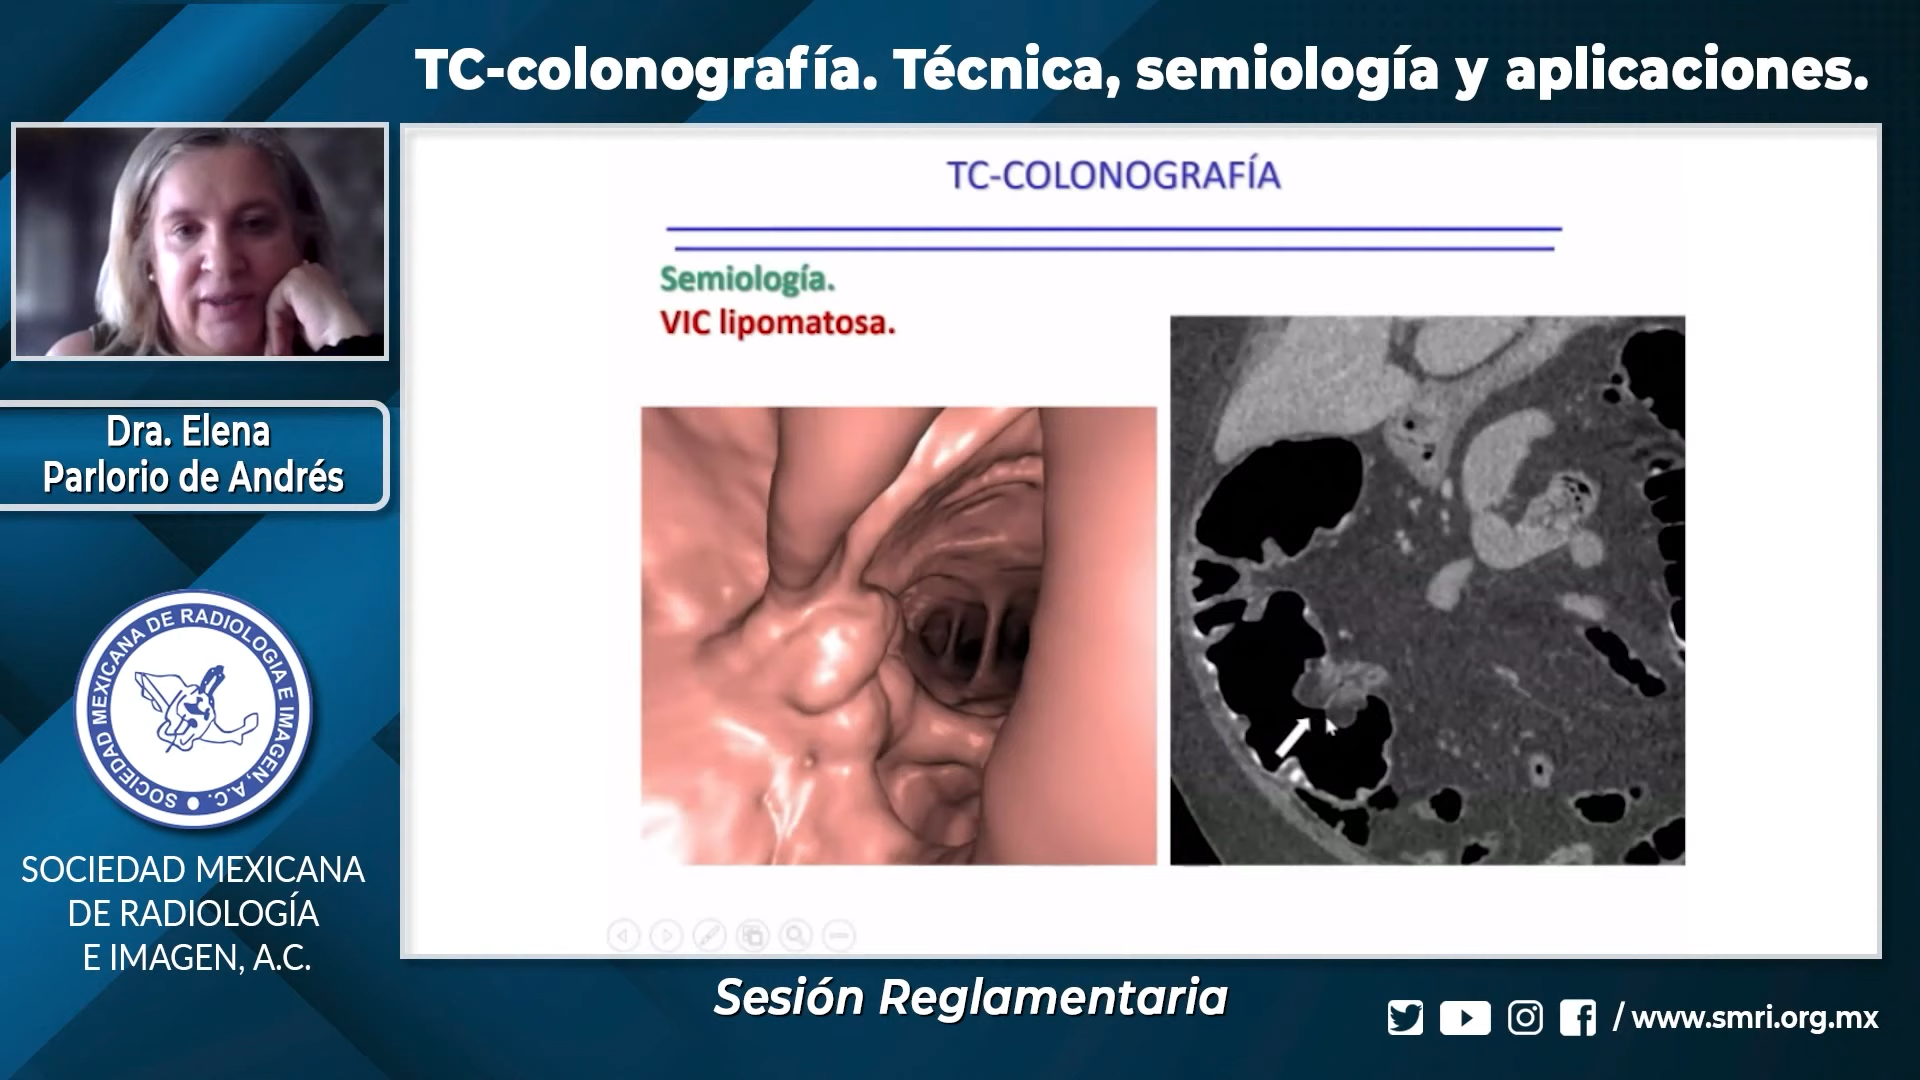 TC-colonografía. Técnica, semiología y aplicaciones.
TC-COLONOGRAFÍA
Semiología.
VIC lipomatosa.
Dra. Elena
Parlorio de Andrés
SOCIEDAD MEXICANA DE RADIOLOGIA E IMAGEN, A.C.
SOCIEDAD MEXICANA
DE RADIOLOGÍA
E IMAGEN, A.C.
Sesión Reglamentaria
/ www.smri.org.mx